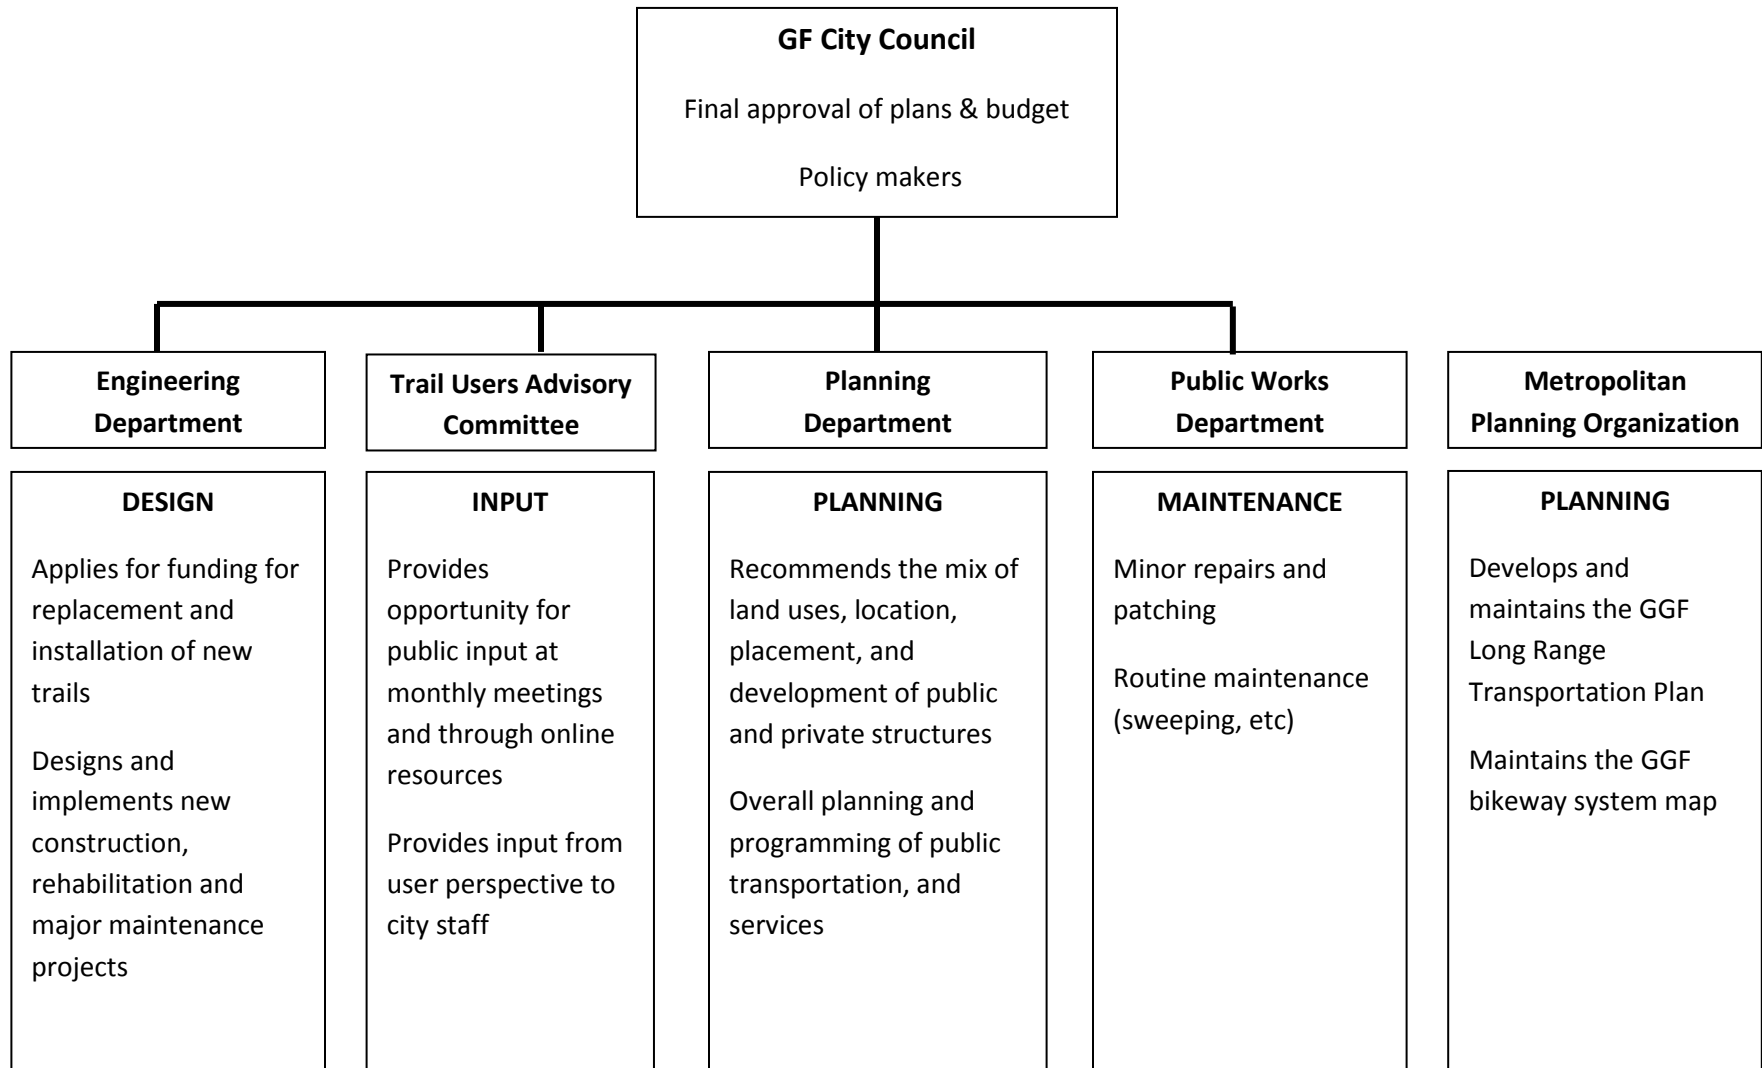 GF City Council
Final approval of plans & budget
Policy makers
Engineering
Department
Trail Users Advisory
Committee
Planning
Department
Public Works
Department
Metropolitan
Planning Organization
DESIGN
Applies for funding for
replacement and
installation of new
trails
Designs and
implements new
construction,
rehabilitation and
major maintenance
projects
INPUT
Provides
opportunity for
public input at
monthly meetings
and through online
resources
Provides input from
user perspective to
city staff
PLANNING
Recommends the mix of
land uses, location,
placement, and
development of public
and private structures
Overall planning and
programming of public
transportation, and
services
MAINTENANCE
Minor repairs and
patching
Routine maintenance
(sweeping, etc)
PLANNING
Develops and
maintains the GGF
Long Range
Transportation Plan
Maintains the GGF
bikeway system map